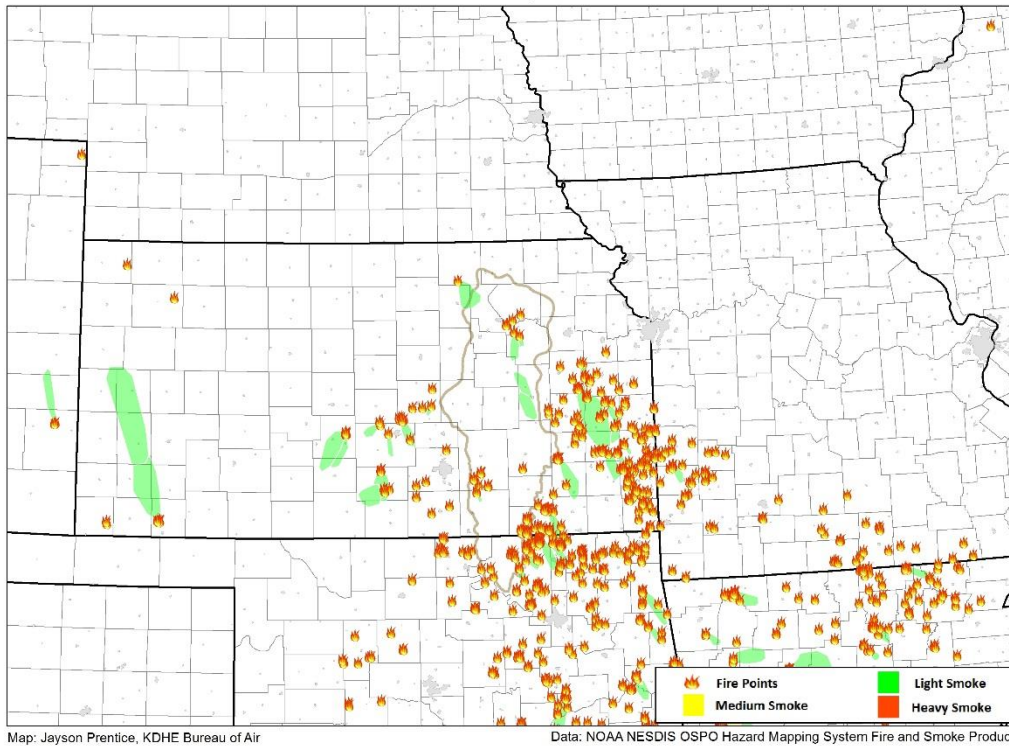 Fire Points
Light Smoke
Medium Smoke
Heavy Smoke
Map: Jayson Prentice, KDHE Bureau of Air
Data: NOAA NESDIS OSPO Hazard Mapping System Fire and Smoke Produc